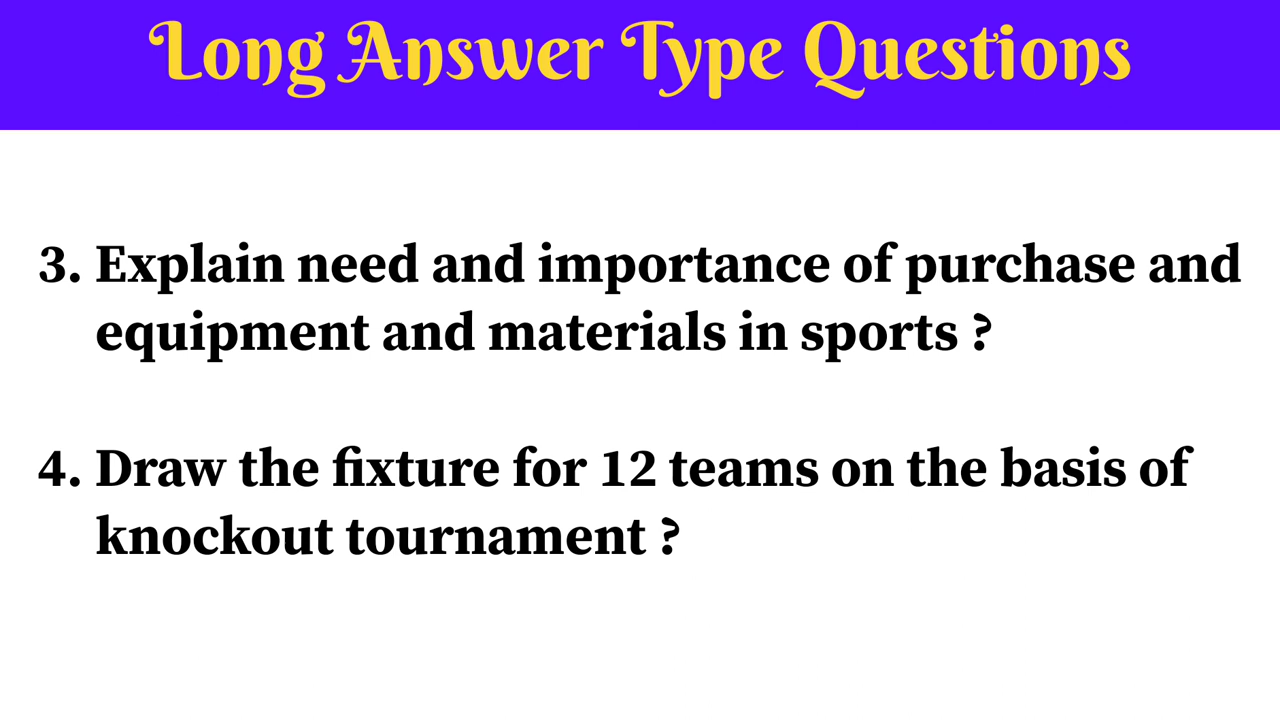 Long Answer Type Questions
3. Explain need and importance of purchase and
equipment and materials in sports ?
4. Draw the fixture for 12 teams on the basis of
knockout tournament ?